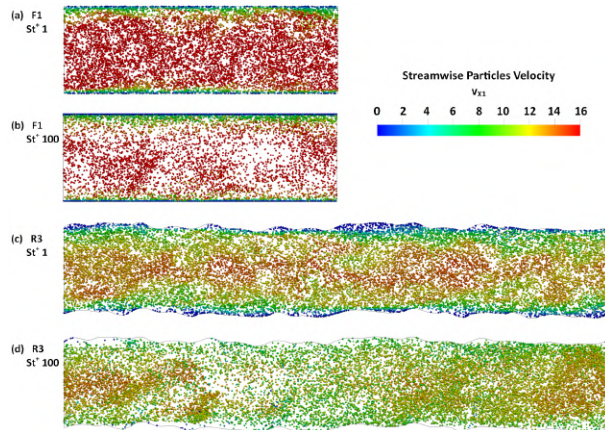 (a) F1
St⁺ 1
Streamwise Particles Velocity
vX1
0 2 4 6 8 10 12 14 16
(b) F1
St⁺ 100
(c) R3
St⁺ 1
(d) R3
St⁺ 100